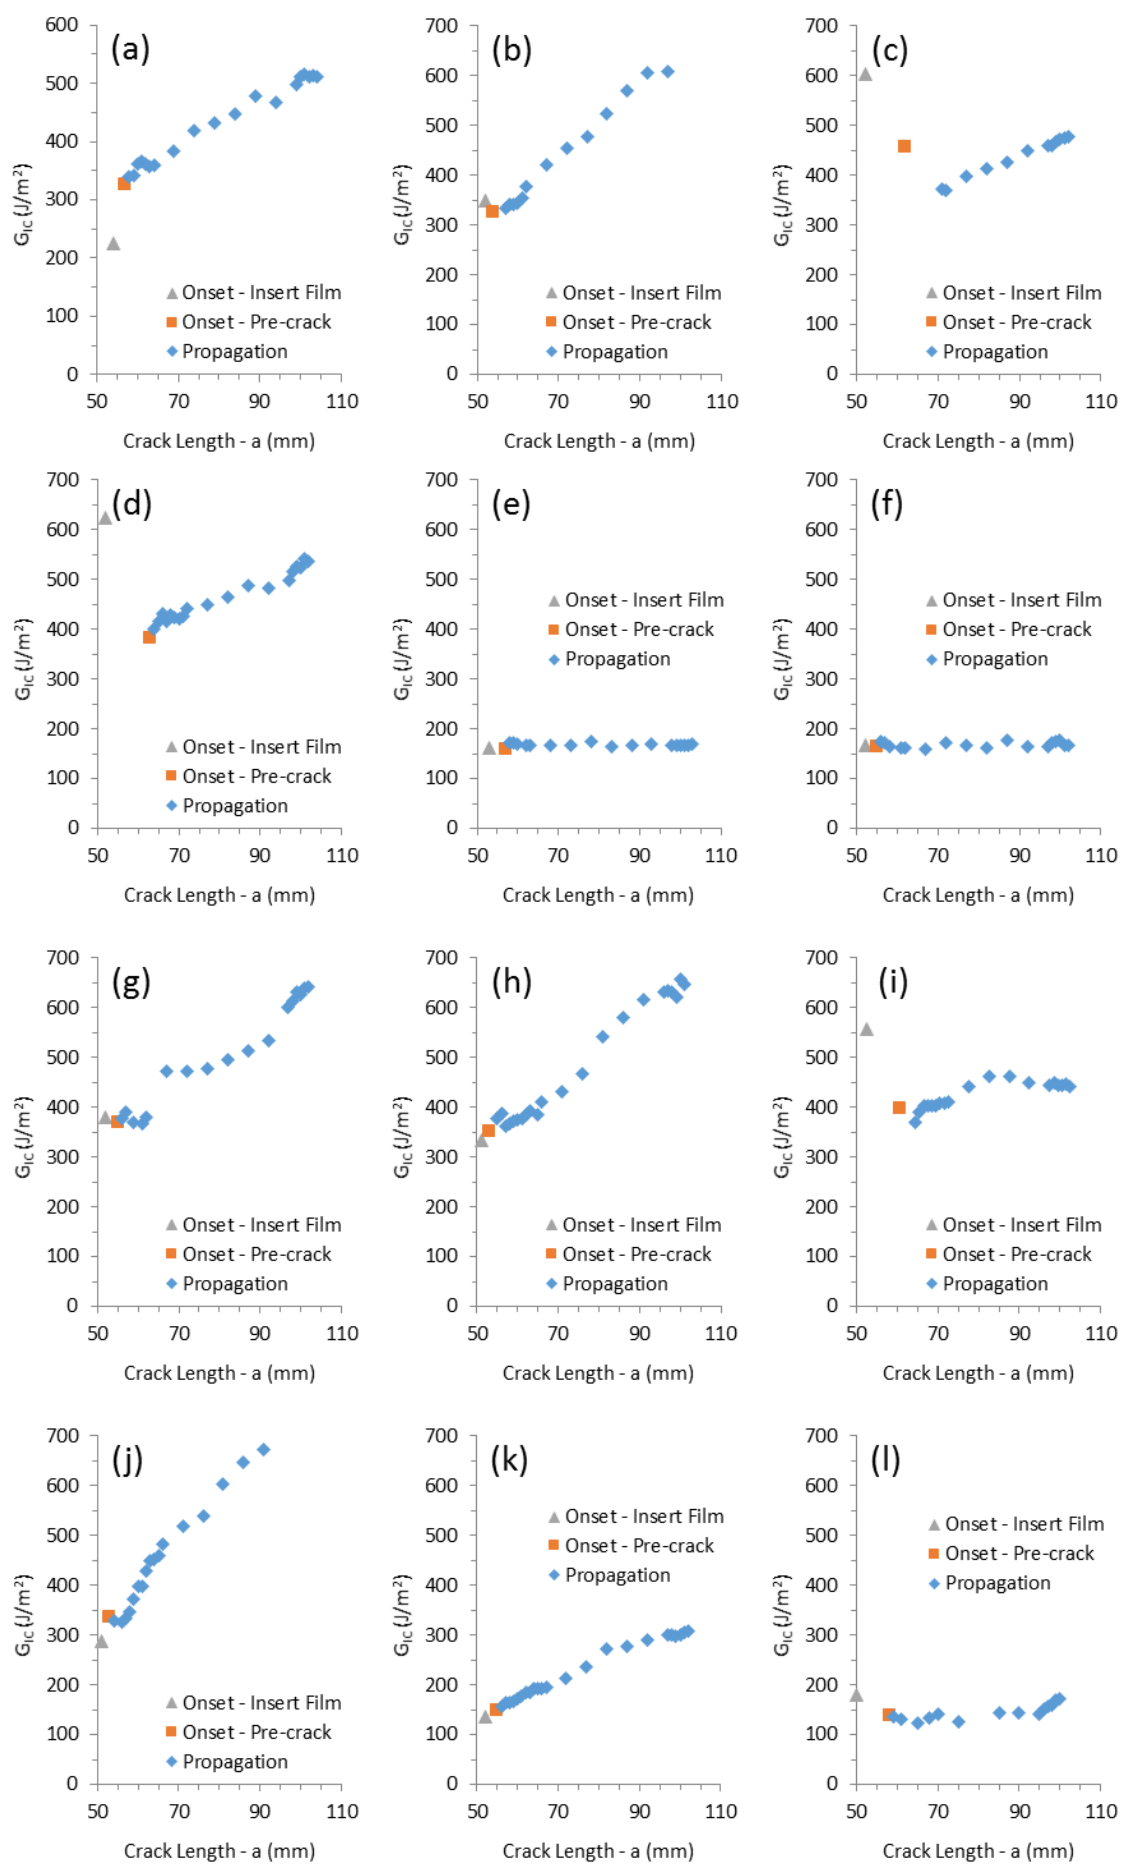 (a)
600
500
400
300
200
100
0
G_IC (J/m²)
Onset - Insert Film
Onset - Pre-crack
Propagation
50 70 90 110
Crack Length - a (mm)
(b)
700
600
500
400
300
200
100
0
G_IC (J/m²)
Onset - Insert Film
Onset - Pre-crack
Propagation
50 70 90 110
Crack Length - a (mm)
(c)
700
600
500
400
300
200
100
0
G_IC (J/m²)
Onset - Insert Film
Onset - Pre-crack
Propagation
50 70 90 110
Crack Length - a (mm)
(d)
700
600
500
400
300
200
100
0
G_IC (J/m²)
Onset - Insert Film
Onset - Pre-crack
Propagation
50 70 90 110
Crack Length - a (mm)
(e)
700
600
500
400
300
200
100
0
G_IC (J/m²)
Onset - Insert Film
Onset - Pre-crack
Propagation
50 70 90 110
Crack Length - a (mm)
(f)
700
600
500
400
300
200
100
0
G_IC (J/m²)
Onset - Insert Film
Onset - Pre-crack
Propagation
50 70 90 110
Crack Length - a (mm)
(g)
700
600
500
400
300
200
100
0
G_IC (J/m²)
Onset - Insert Film
Onset - Pre-crack
Propagation
50 70 90 110
Crack Length - a (mm)
(h)
700
600
500
400
300
200
100
0
G_IC (J/m²)
Onset - Insert Film
Onset - Pre-crack
Propagation
50 70 90 110
Crack Length - a (mm)
(i)
700
600
500
400
300
200
100
0
G_IC (J/m²)
Onset - Insert Film
Onset - Pre-crack
Propagation
50 70 90 110
Crack Length - a (mm)
(j)
700
600
500
400
300
200
100
0
G_IC (J/m²)
Onset - Insert Film
Onset - Pre-crack
Propagation
50 70 90 110
Crack Length - a (mm)
(k)
700
600
500
400
300
200
100
0
G_IC (J/m²)
Onset - Insert Film
Onset - Pre-crack
Propagation
50 70 90 110
Crack Length - a (mm)
(l)
700
600
500
400
300
200
100
0
G_IC (J/m²)
Onset - Insert Film
Onset - Pre-crack
Propagation
50 70 90 110
Crack Length - a (mm)